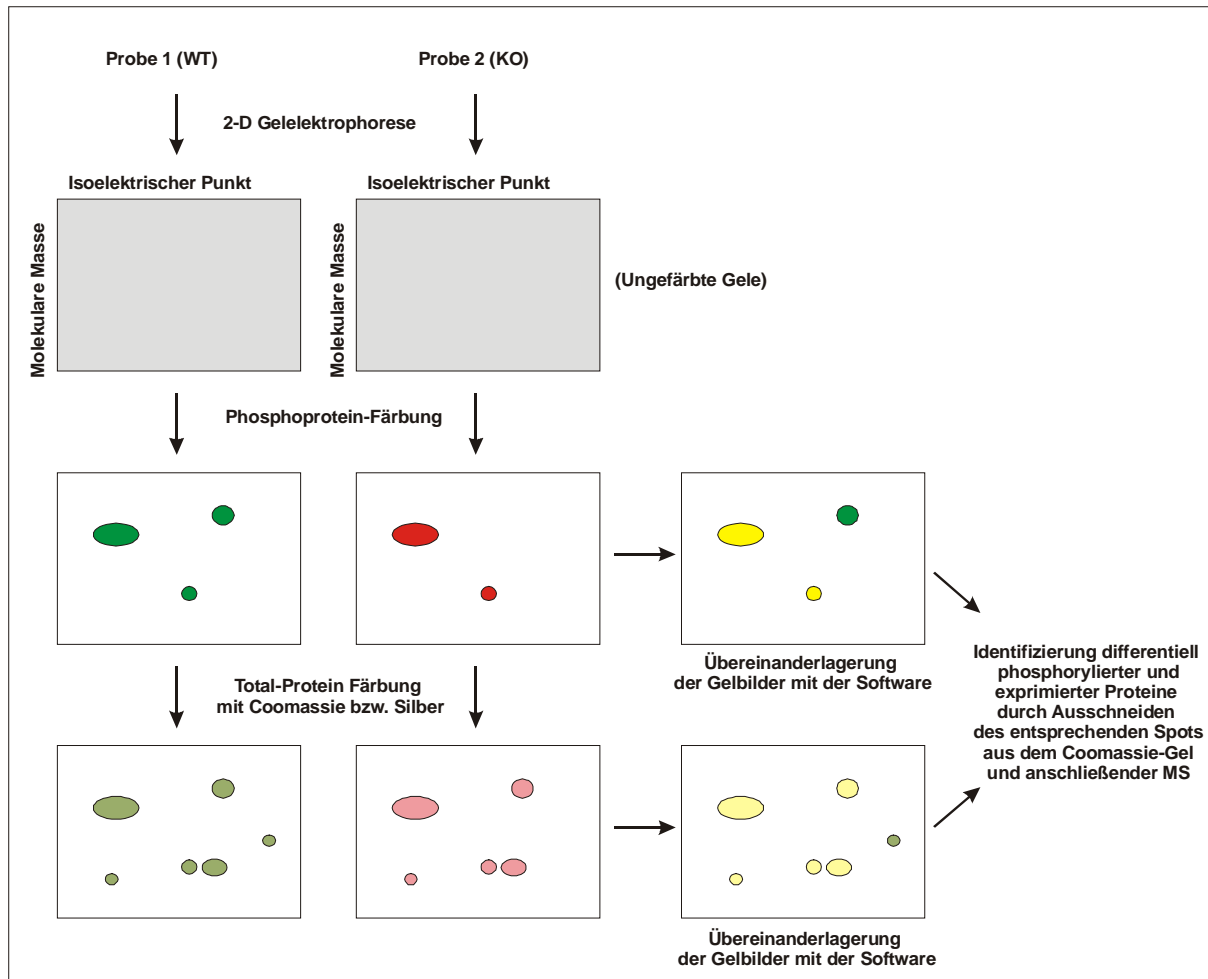 Probe 1 (WT)
Probe 2 (KO)
2-D Gelelektrophorese
Isoelektrischer Punkt
Isoelektrischer Punkt
Molekulare Masse
Molekulare Masse
(Ungefärbte Gele)
Phosphoprotein-Färbung
Übereinanderlagerung
der Gelbilder mit der Software
Total-Protein Färbung
mit Coomassie bzw. Silber
Identifizierung differentiell
phosphorylierter und
exprimierter Proteine
durch Ausschneiden
des entsprechenden Spots
aus dem Coomassie-Gel
und anschließender MS
Übereinanderlagerung
der Gelbilder mit der Software